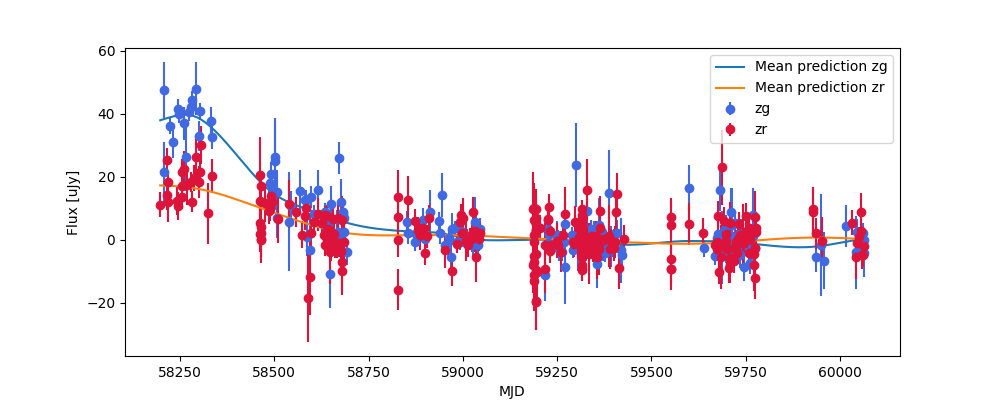 60
40
20
0
−20
Flux [uJy]
58250 58500 58750 59000 59250 59500 59750 60000
MJD
Mean prediction zg
Mean prediction zr
zg
zr